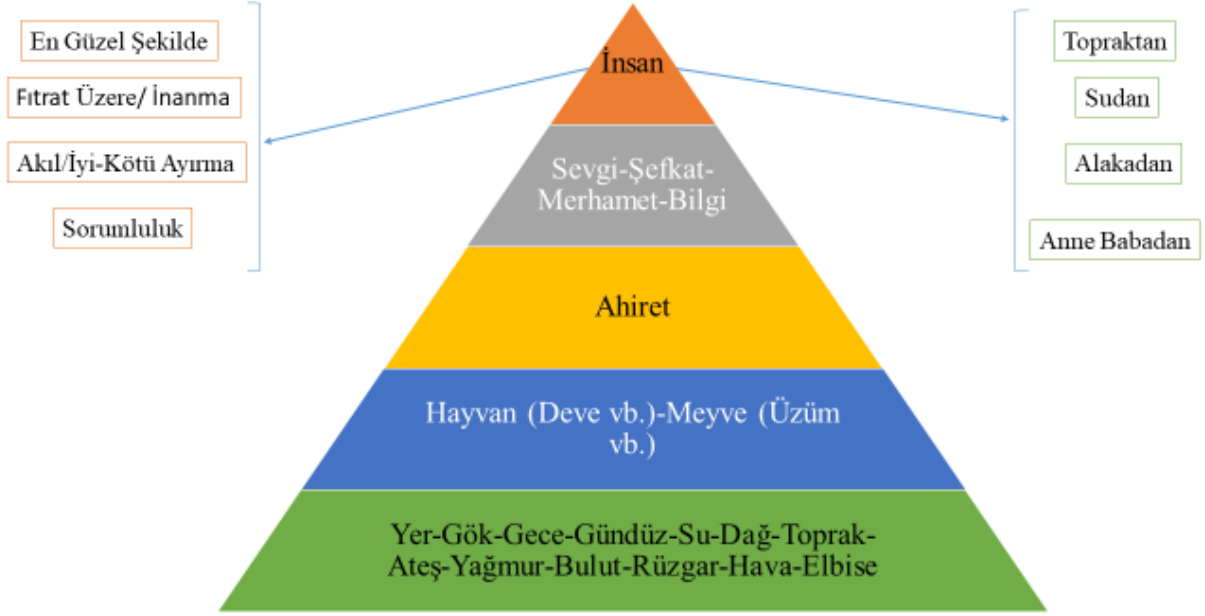 En Güzel Şekilde
Fıtrat Üzere/ İnanma
Akıl/İyi-Kötü Ayırma
Sorumluluk
İnsan
Sevgi-Şefkat-
Merhamet-Bilgi
Ahiret
Hayvan (Deve vb.)-Meyve (Üzüm
vb.)
Yer-Gök-Gece-Gündüz-Su-Dağ-Toprak-
Ateş-Yağmur-Bulut-Rüzgar-Hava-Elbise
Topraktan
Sudan
Alakadan
Anne Babadan